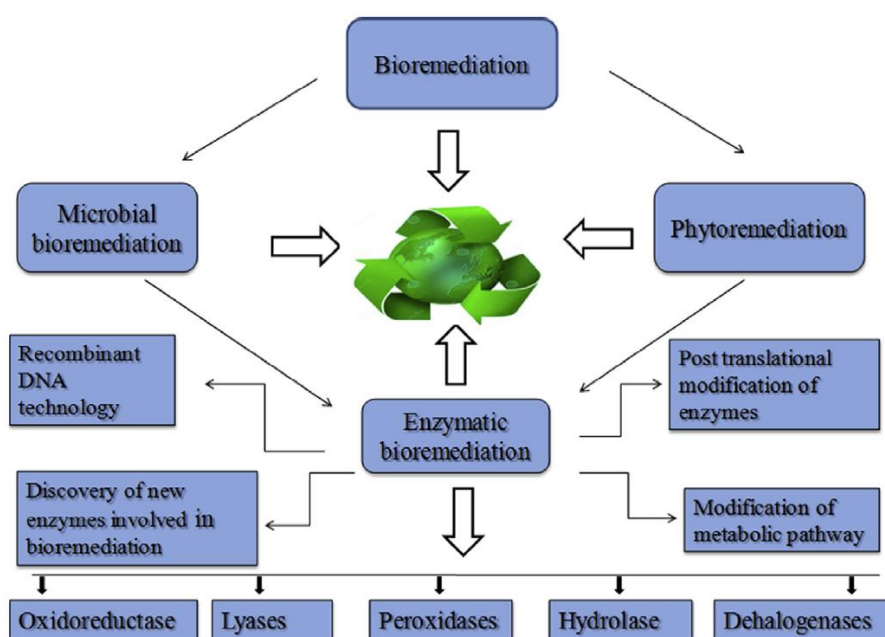 Bioremediation
Microbial
bioremediation
Phytoremediation
Recombinant
DNA
technology
Post translational
modification of
enzymes
Enzymatic
bioremediation
Discovery of new
enzymes involved in
bioremediation
Modification of
metabolic pathway
Oxidoreductase
Lyases
Peroxidases
Hydrolase
Dehalogenases